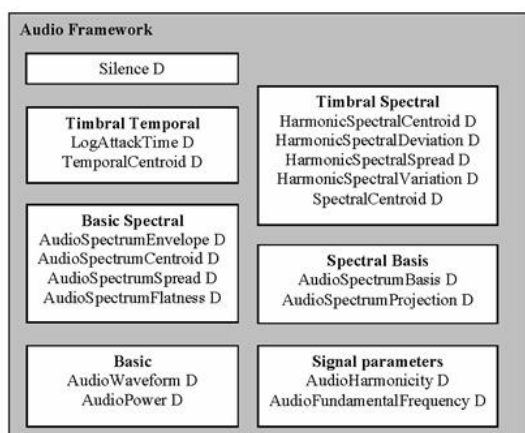 Audio Framework
Silence D
Timbral Temporal
LogAttackTime D
TemporalCentroid D
Basic Spectral
AudioSpectrumEnvelope D
AudioSpectrumCentroid D
AudioSpectrumSpread D
AudioSpectrumFlatness D
Basic
AudioWaveform D
AudioPower D
Timbral Spectral
HarmonicSpectralCentroid D
HarmonicSpectralDeviation D
HarmonicSpectralSpread D
HarmonicSpectralVariation D
SpectralCentroid D
Spectral Basis
AudioSpectrumBasis D
AudioSpectrumProjection D
Signal parameters
AudioHarmonicity D
AudioFundamentalFrequency D